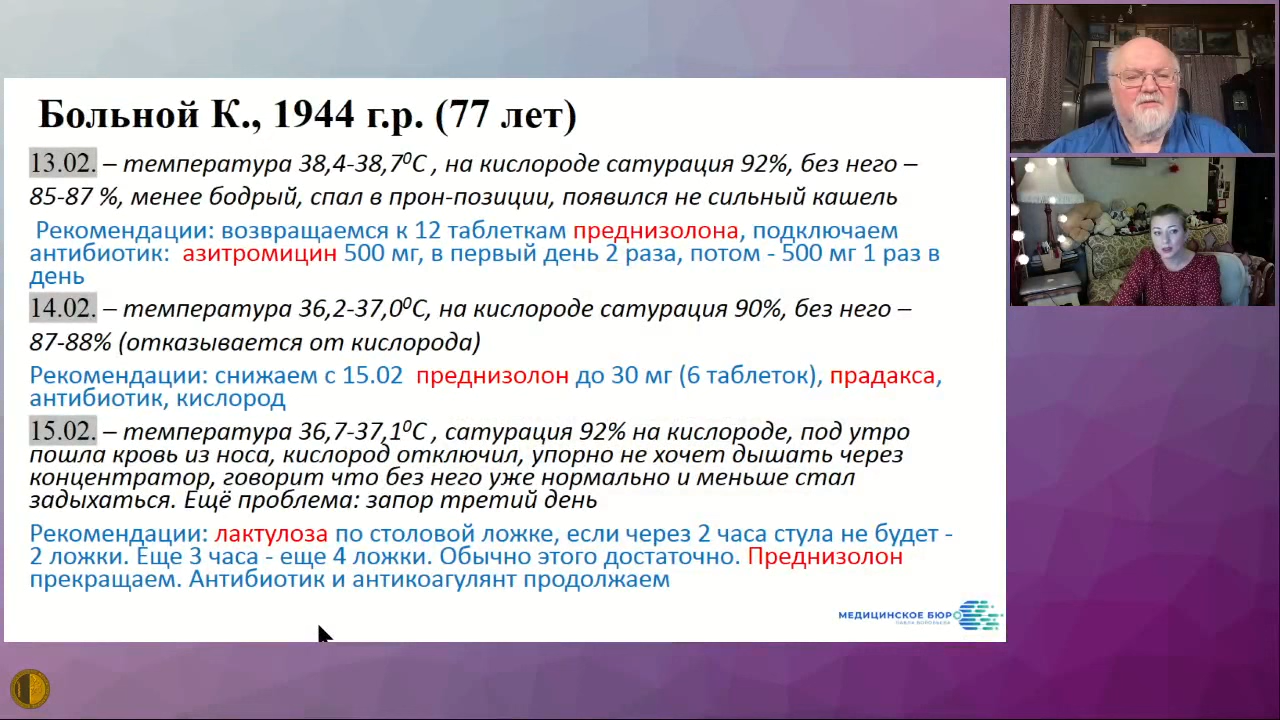 Больной К., 1944 г.р. (77 лет)
13.02. – температура 38,4-38,7⁰С , на кислороде сатурация 92%, без него –
85-87 %, менее бодрый, спал в прон-позиции, появился не сильный кашель
Рекомендации: возвращаемся к 12 таблеткам преднизолона, подключаем
антибиотик: азитромицин 500 мг, в первый день 2 раза, потом - 500 мг 1 раз в
день
14.02. – температура 36,2-37,0⁰С, на кислороде сатурация 90%, без него –
87-88% (отказывается от кислорода)
Рекомендации: снижаем с 15.02 преднизолон до 30 мг (6 таблеток), прадакса,
антибиотик, кислород
15.02. – температура 36,7-37,1⁰С , сатурация 92% на кислороде, под утро
пошла кровь из носа, кислород отключил, упорно не хочет дышать через
концентратор, говорит что без него уже нормально и меньше стал
задыхаться. Ещё проблема: запор третий день
Рекомендации: лактулоза по столовой ложке, если через 2 часа стула не будет -
2 ложки. Еще 3 часа - еще 4 ложки. Обычно этого достаточно. Преднизолон
прекращаем. Антибиотик и антикоагулянт продолжаем
МЕДИЦИНСКОЕ БЮРО
ПАВЛА ВОРОБЬЕВА